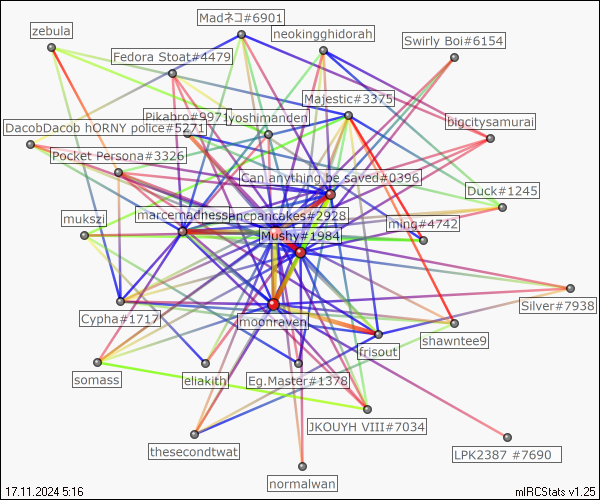 Madネコ#6901
zebula
neokingghidorah
Swirly Boi#6154
Fedora Stoat#4479
Majestic#3375
Pikabro#9971
yoshimanden
bigcitysamurai
DacobDacob hORNY police#5271
Pocket Persona#3326
Can anything be saved#0396
Duck#1245
mukszi
marcemadness
ancpancakes#2928
ming#4742
Mushy#1984
Silver#7938
Cypha#1717
moonraven
shawntee9
frisout
somass
eliakith
Eg.Master#1378
JKOUYH VIII#7034
thesecondtwat
LPK2387 #7690
normalwan
17.11.2024 5:16
mIRCStats v1.25